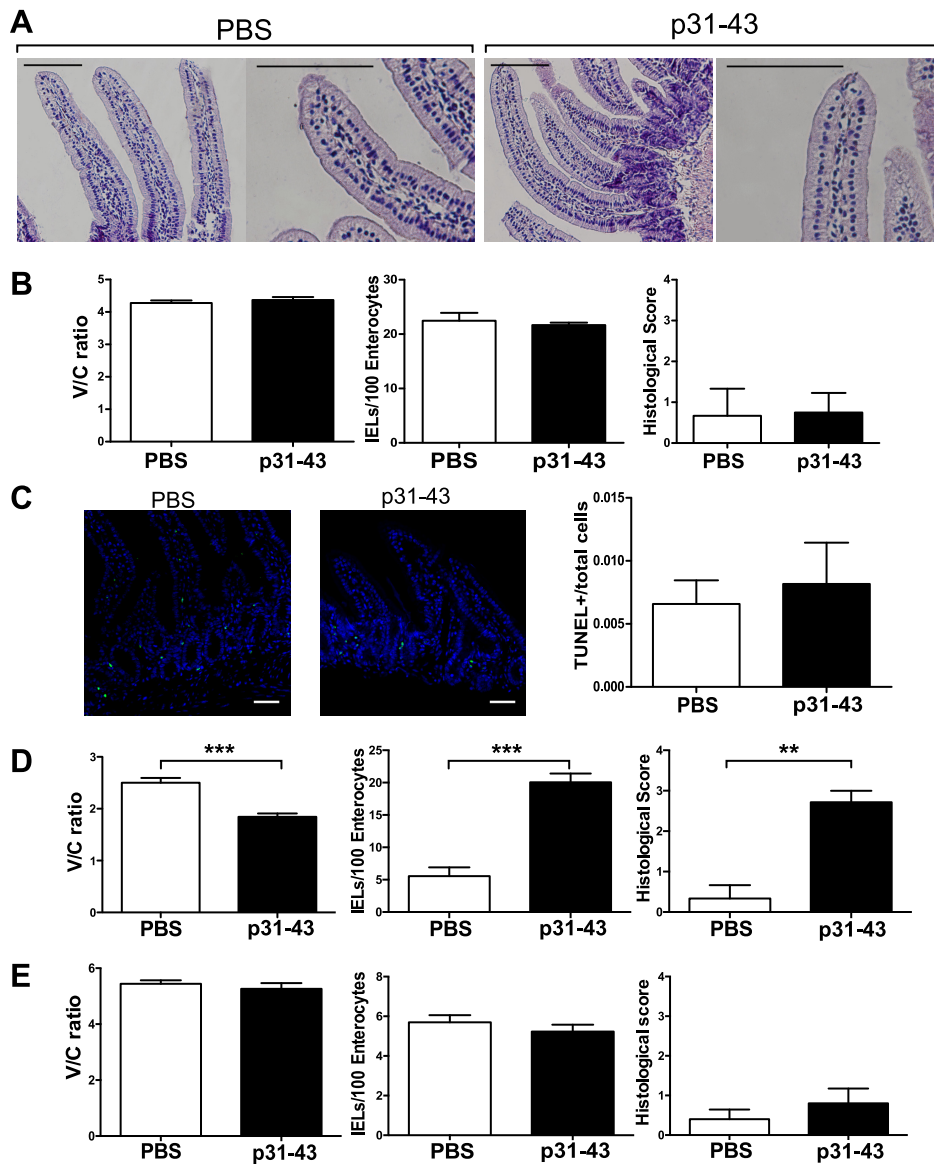 A
PBS
p31-43
B
V/C ratio
5
4
3
2
1
0
PBS
p31-43
IELs/100 Enterocytes
30
20
10
0
PBS
p31-43
Histological Score
4
3
2
1
0
PBS
p31-43
C
PBS
p31-43
TUNEL+/total cells
0.015
0.010
0.005
0.000
PBS
p31-43
D
V/C ratio
3
2
1
0
***
PBS
p31-43
IELs/100 Enterocytes
20
15
10
5
0
***
PBS
p31-43
Histological Score
4
3
2
1
0
**
PBS
p31-43
E
V/C ratio
6
4
2
0
PBS
p31-43
IELs/100 Enterocytes
8
6
4
2
0
PBS
p31-43
Histological score
4
3
2
1
0
PBS
p31-43